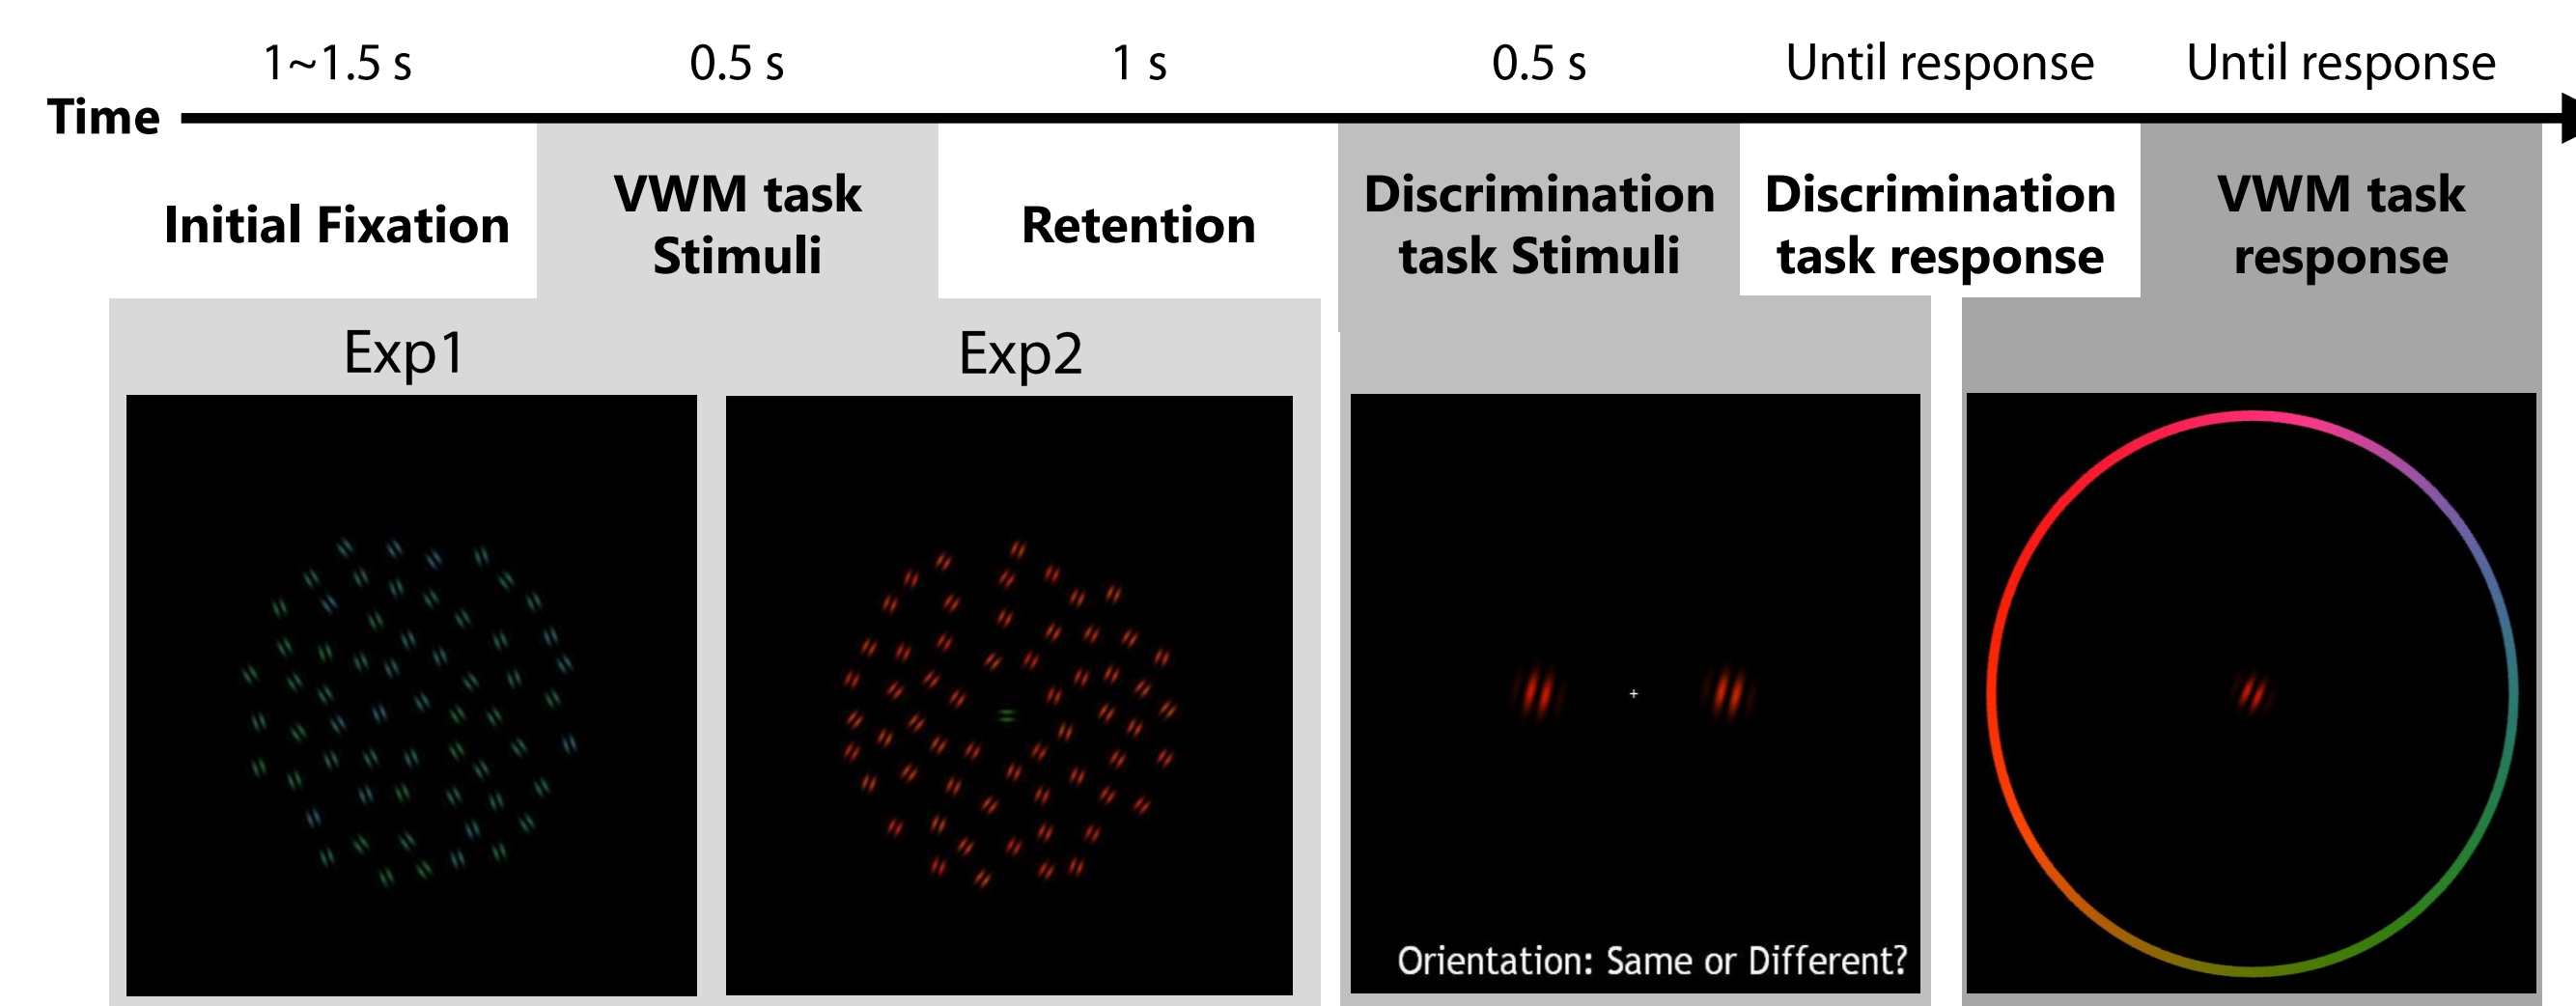 1~1.5 s 0.5 s 1 s 0.5 s Until response Until response
Time
Initial Fixation
VWM task
Stimuli
Retention
Discrimination
task Stimuli
Discrimination
task response
VWM task
response
Exp1 Exp2
Orientation: Same or Different?